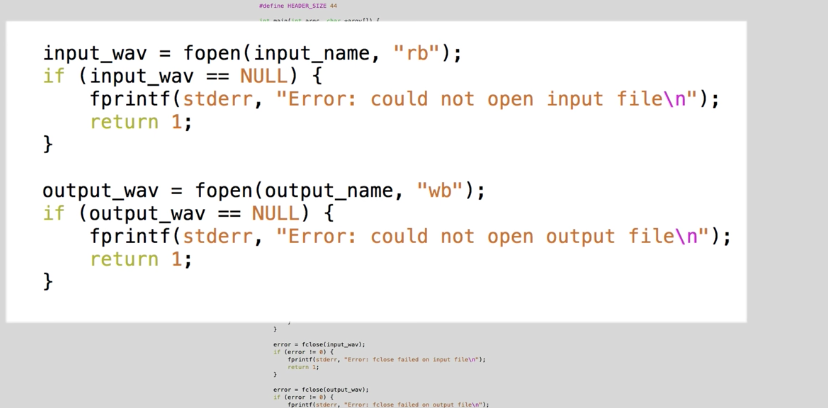 #define HEADER_SIZE 44
int main(int argc, char *argv[]) {
input_wav = fopen(input_name, "rb");
if (input_wav == NULL) {
fprintf(stderr, "Error: could not open input file\n");
return 1;
}
output_wav = fopen(output_name, "wb");
if (output_wav == NULL) {
fprintf(stderr, "Error: could not open output file\n");
return 1;
}
}
}
error = fclose(input_wav);
if (error != 0) {
fprintf(stderr, "Error: fclose failed on input file\n");
return 1;
}
error = fclose(output_wav);
if (error != 0) {
fprintf(stderr, "Error: fclose failed on output file\n");